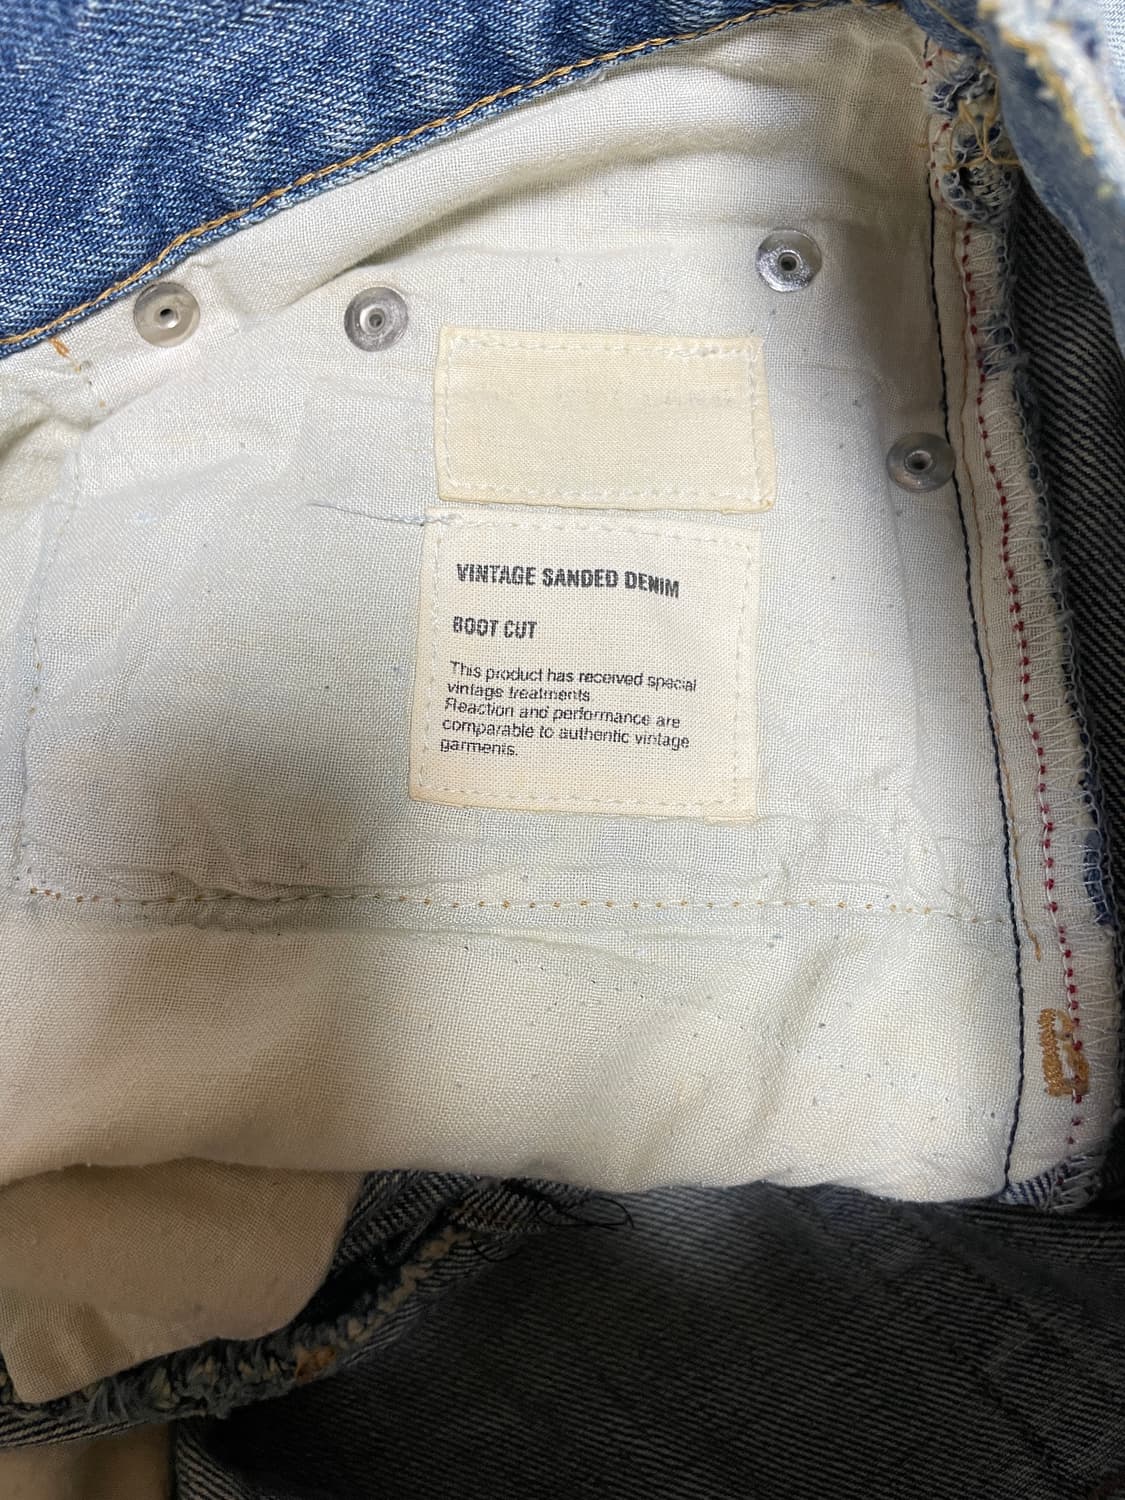 VINTAGE SANDED DENIM
BOOT CUT
This product has received special
vintage treatments
Reaction and performance are
comparable to authentic vintage
garments.